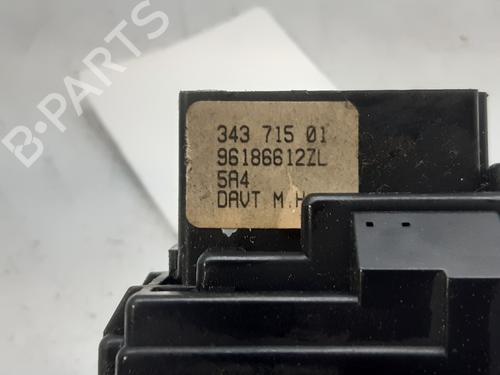 B-PARTS
343 715 01
96186612ZL
5A4
DAVT M.H